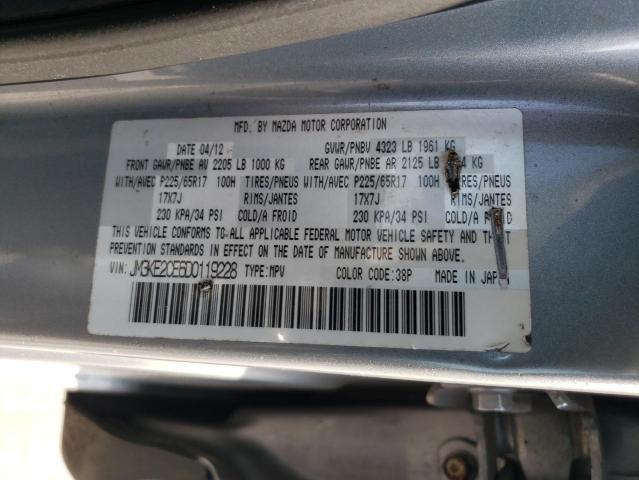 MFD. BY MAZDA MOTOR CORPORATION
DATE 04/12 GVWR/PNBV 4323 LB 1961 KG
FRONT GAWR/PNBE AV 2205 LB 1000 KG REAR GAWR/PNBE AR 2125 LB KG
WITH/AVEC P225/65R17 100H TIRES/PNEUS WITH/AVEC P225/65R17 100H TIRES/PNEUS
17X7J RIMS/JANTES 17X7J RIMS/JANTES
230 KPA/34 PSI COLD/A FROID 230 KPA/34 PSI COLD/A FROID
THIS VEHICLE CONFORMS TO ALL APPLICABLE FEDERAL MOTOR VEHICLE SAFETY AND THEFT
PREVENTION STANDARDS IN EFFECT ON THE DATE OF MANUFACTURE SHOWN ABOVE.
VIN: JM3KE2CE6D0119228 TYPE:MPV COLOR CODE:38P MADE IN JAPAN